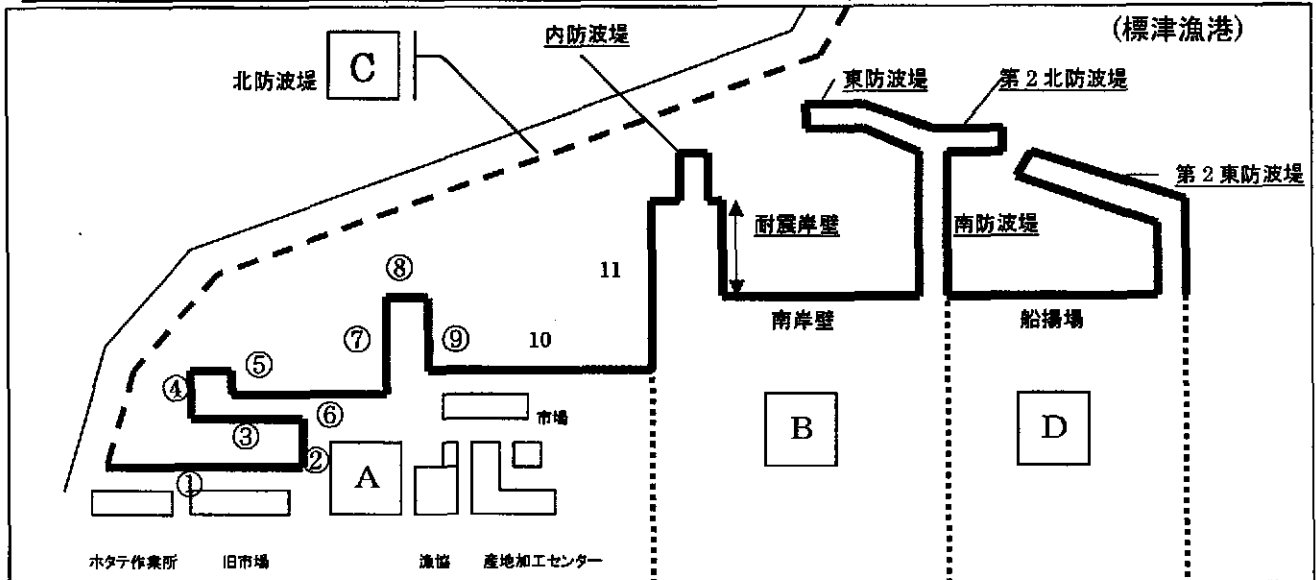 (標津漁港)
内防波堤
北防波堤 C
東防波堤
第2北防波堤
第2東防波堤
耐震岸壁
南防波堤
11
⑧
南岸壁
船揚場
⑦
⑨
10
⑤
④
⑥
市場
③
B
D
②
A
①
ホタテ作業所
旧市場
漁協
産地加工センター